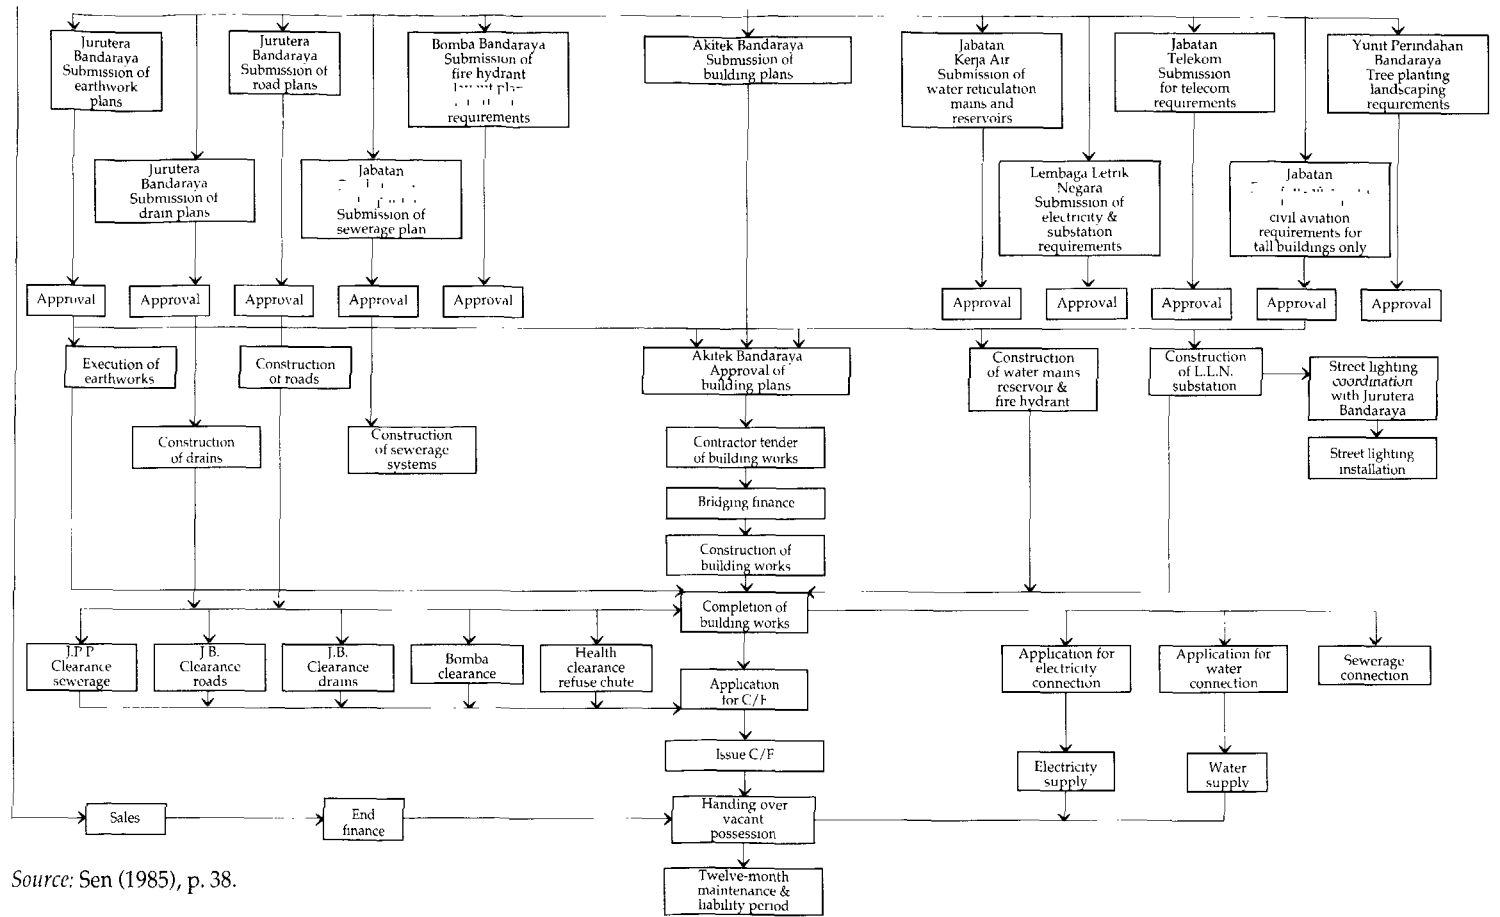 Jurutera
Bandaraya
Submission of
earthwork
plans
Jurutera
Bandaraya
Submission of
road plans
Bomba Bandaraya
Submission of
fire hydrant
requirements
Akitek Bandaraya
Submission of
building plans
Jabatan
Kerja Air
Submission of
water reticulation
mains and
reservoirs
Jabatan
Telekom
Submission
for telecom
requirements
Yunit Perindahan
Bandaraya
Tree planting
landscaping
requirements
Jurutera
Bandaraya
Submission of
drain plans
Jabatan
Submission of
sewerage plan
Lembaga Letrik
Negara
Submission of
electricity &
substation
requirements
Jabatan
civil aviation
requirements for
tall buildings only
Approval
Approval
Approval
Approval
Approval
Approval
Approval
Approval
Approval
Approval
Execution of
earthworks
Construction
of roads
Akitek Bandaraya
Approval of
building plans
Construction
of water mains
reservoir &
fire hydrant
Construction
of L.L.N.
substation
Street lighting
coordination
with Jurutera
Bandaraya
Construction
of drains
Construction
of sewerage
systems
Contractor tender
of building works
Street lighting
installation
Bridging finance
Construction of
building works
Completion of
building works
J.P P
Clearance
sewerage
J B.
Clearance
roads
J.B.
Clearance
drains
Bomba
clearance
Health
clearance
refuse chute
Application
for C/F
Application for
electricity
connection
Application for
water
connection
Sewerage
connection
Issue C/F
Electricity
supply
Water
supply
Sales
End
finance
Handing over
vacant
possession
Twelve-month
maintenance &
liability period
Source: Sen (1985), p. 38.